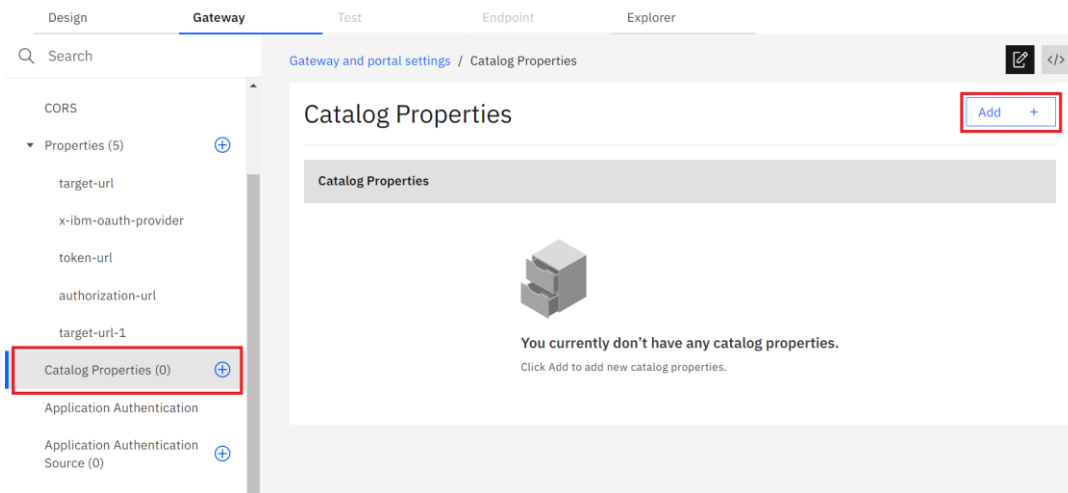 Design Gateway Test Endpoint Explorer
Search
Gateway and portal settings / Catalog Properties
</>
CORS
Catalog Properties
Add +
Properties (5)
target-url
Catalog Properties
x-ibm-oauth-provider
token-url
authorization-url
target-url-1
You currently don't have any catalog properties.
Catalog Properties (0)
Click Add to add new catalog properties.
Application Authentication
Application Authentication
Source (0)